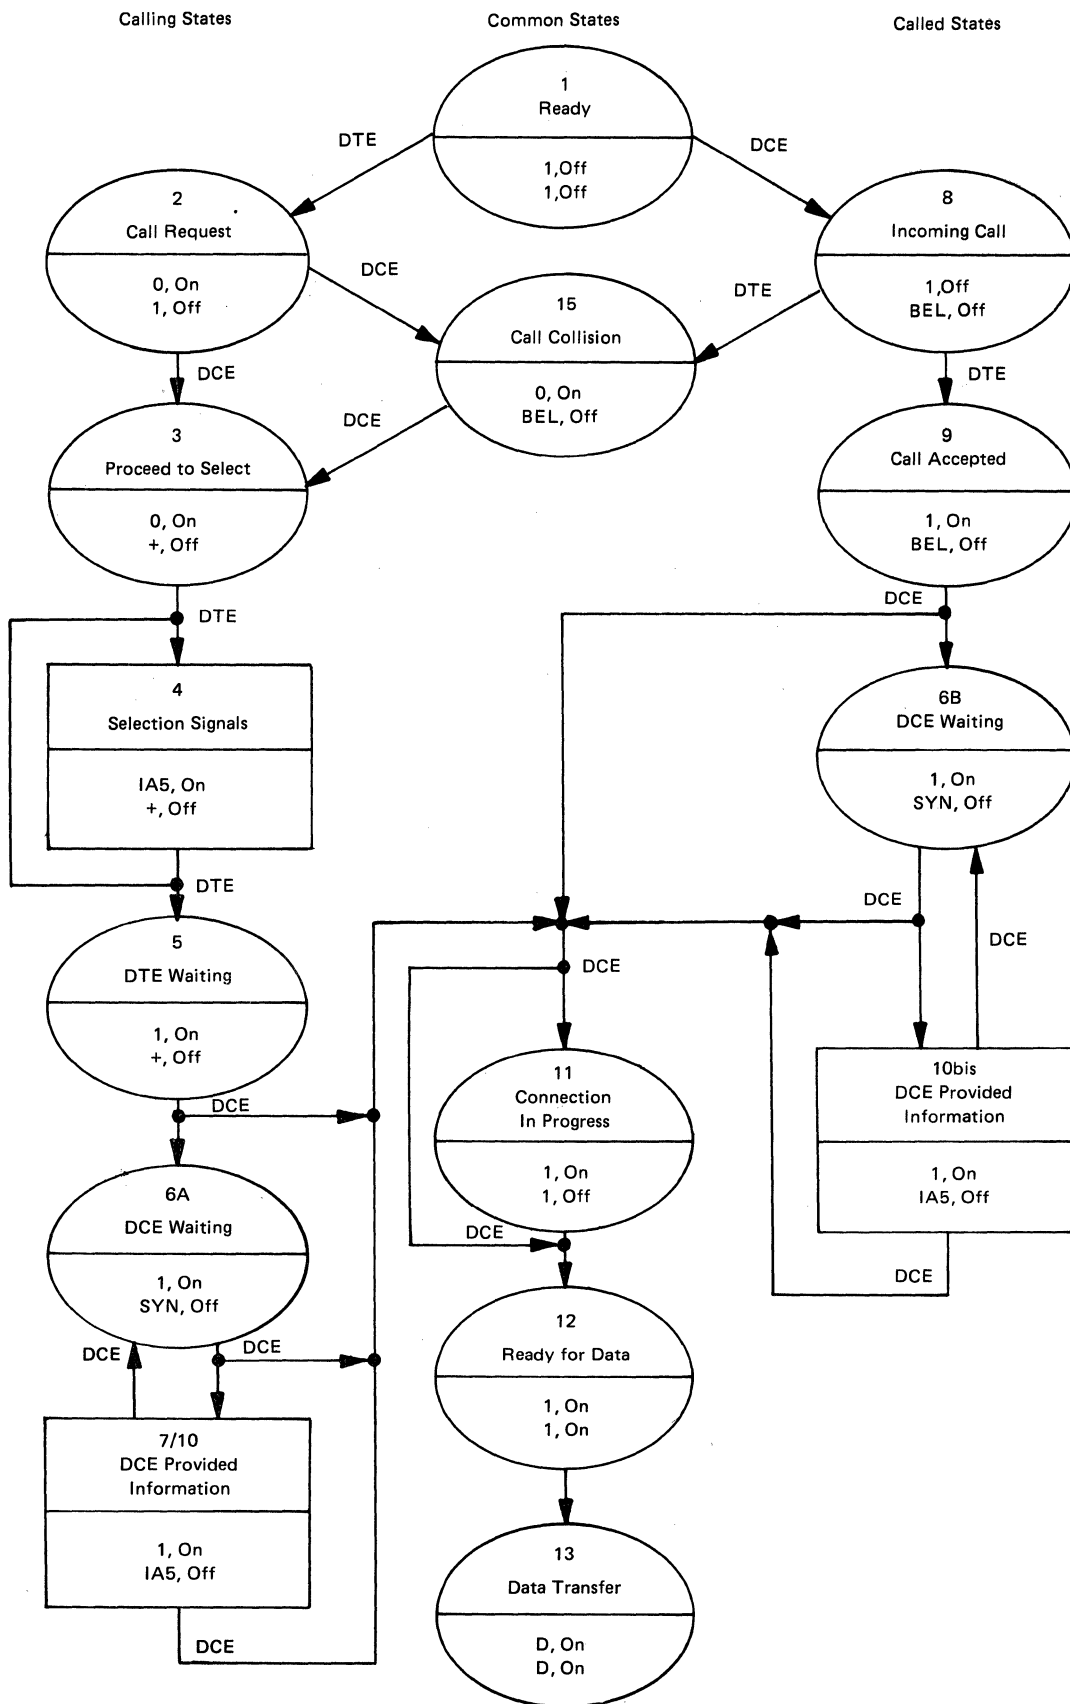 Calling States
Common States
Called States
1
Ready
1,Off
1,Off
DTE
DCE
2
Call Request
0, On
1, Off
8
Incoming Call
1,Off
BEL, Off
DCE
DTE
15
Call Collision
0, On
BEL, Off
DCE
DCE
DTE
3
Proceed to Select
0, On
+, Off
9
Call Accepted
1, On
BEL, Off
DTE
DCE
4
Selection Signals
IA5, On
+, Off
6B
DCE Waiting
1, On
SYN, Off
DTE
DCE
DCE
DCE
5
DTE Waiting
1, On
+, Off
DCE
11
Connection
In Progress
1, On
1, Off
10bis
DCE Provided
Information
1, On
IA5, Off
6A
DCE Waiting
1, On
SYN, Off
DCE
DCE
DCE
DCE
12
Ready for Data
1, On
1, On
7/10
DCE Provided
Information
1, On
IA5, Off
DCE
13
Data Transfer
D, On
D, On